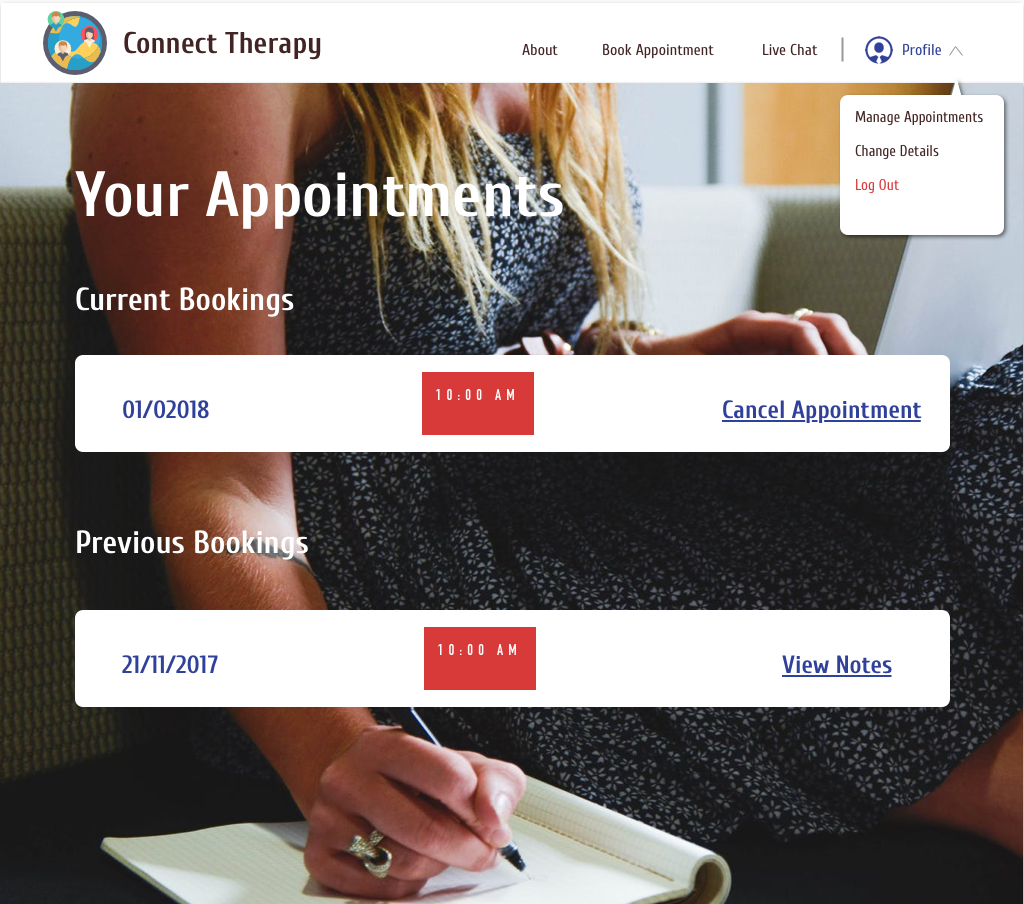 Connect Therapy
About
Book Appointment
Live Chat
Profile
Manage Appointments
Change Details
Log Out
Your Appointments
Current Bookings
01/02018
10:00 AM
Cancel Appointment
Previous Bookings
21/11/2017
10:00 AM
View Notes